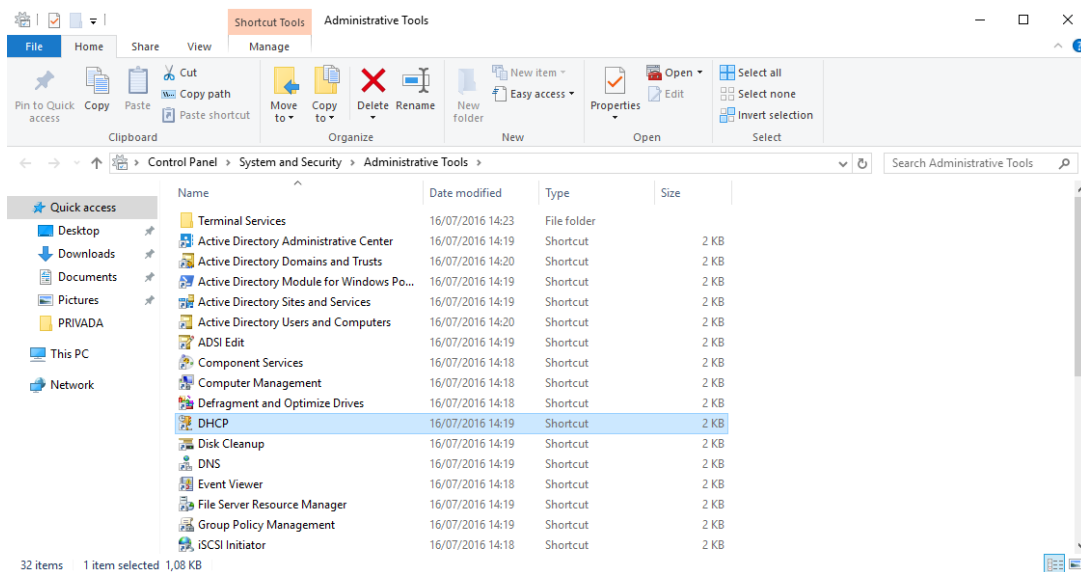 Shortcut Tools
Administrative Tools
File Home Share View Manage
Pin to Quick access
Copy
Paste
Cut
Copy path
Paste shortcut
Clipboard
Move to
Copy to
Delete
Rename
Organize
New folder
New item
Easy access
New
Properties
Open
Edit
Open
Select all
Select none
Invert selection
Select
Control Panel > System and Security > Administrative Tools >
Search Administrative Tools
Quick access
Desktop
Downloads
Documents
Pictures
PRIVADA
This PC
Network
Name Date modified Type Size
Terminal Services 16/07/2016 14:23 File folder
Active Directory Administrative Center 16/07/2016 14:19 Shortcut 2 KB
Active Directory Domains and Trusts 16/07/2016 14:20 Shortcut 2 KB
Active Directory Module for Windows Po... 16/07/2016 14:19 Shortcut 2 KB
Active Directory Sites and Services 16/07/2016 14:19 Shortcut 2 KB
Active Directory Users and Computers 16/07/2016 14:20 Shortcut 2 KB
ADSI Edit 16/07/2016 14:19 Shortcut 2 KB
Component Services 16/07/2016 14:18 Shortcut 2 KB
Computer Management 16/07/2016 14:18 Shortcut 2 KB
Defragment and Optimize Drives 16/07/2016 14:18 Shortcut 2 KB
DHCP 16/07/2016 14:19 Shortcut 2 KB
Disk Cleanup 16/07/2016 14:19 Shortcut 2 KB
DNS 16/07/2016 14:19 Shortcut 2 KB
Event Viewer 16/07/2016 14:18 Shortcut 2 KB
File Server Resource Manager 16/07/2016 14:19 Shortcut 2 KB
Group Policy Management 16/07/2016 14:19 Shortcut 2 KB
iSCSI Initiator 16/07/2016 14:18 Shortcut 2 KB
32 items 1 item selected 1,08 KB